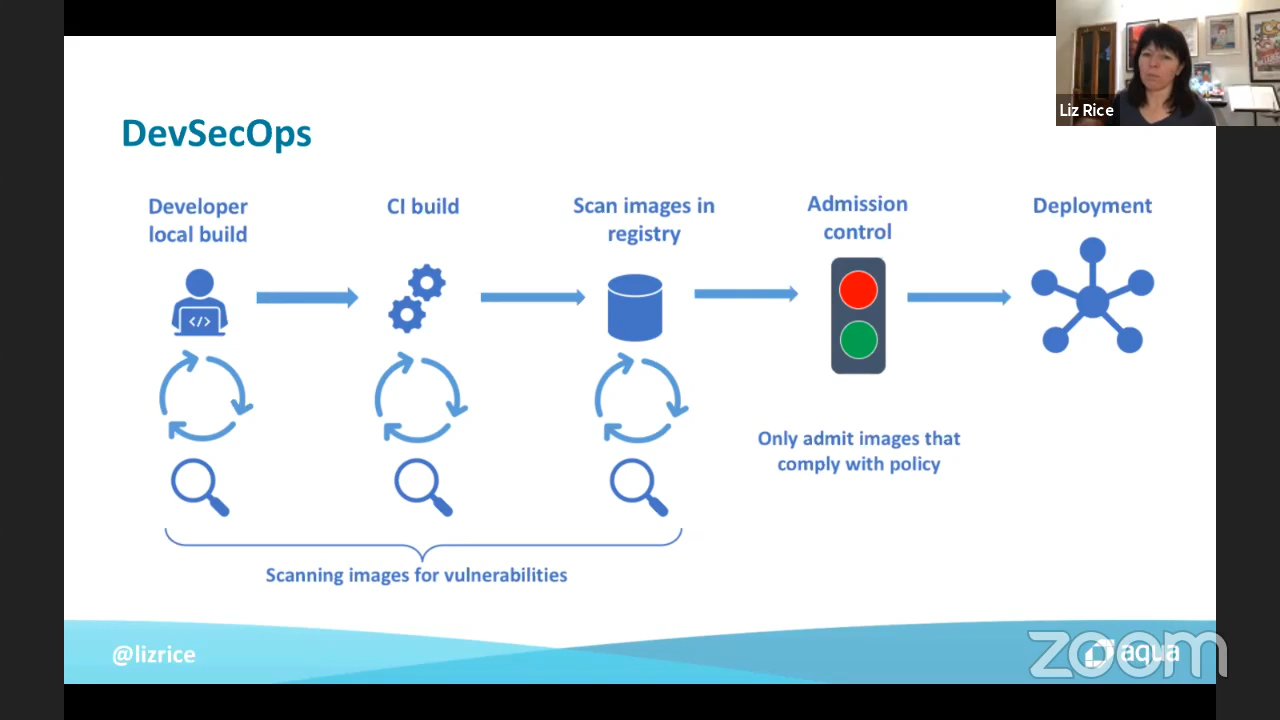 Liz Rice
DevSecOps
Developer
local build
CI build
Scan images in
registry
Admission
control
Deployment
</>
Only admit images that
comply with policy
Scanning images for vulnerabilities
@lizrice
zoom
aqua